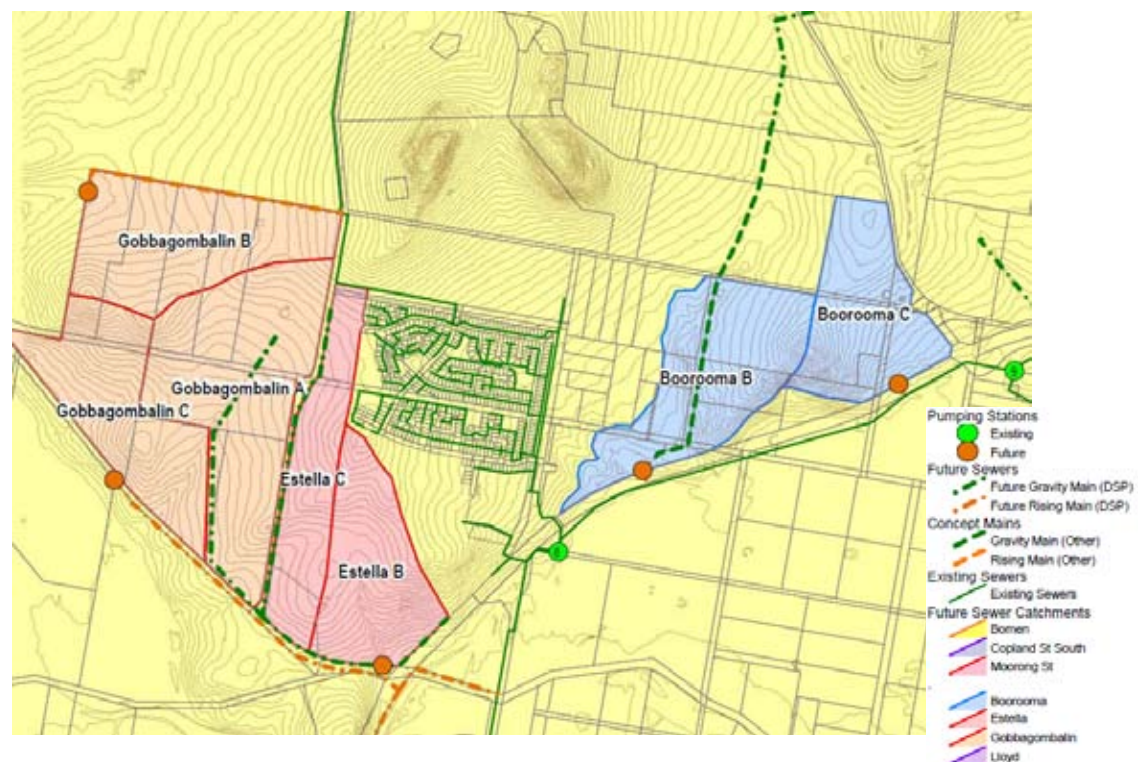 Gobbagombalin B
Boorooma C
Boorooma B
Gobbagombalin A
Gobbagombalin C
Estella C
Estella B
Pumping Stations
Existing
Future
Future Sewers
Future Gravity Main (DSP)
Future Rising Main (DSP)
Concept Mains
Gravity Main (Other)
Rising Main (Other)
Existing Sewers
Existing Sewers
Future Sewer Catchments
Bomen
Copland St South
Moorong St
Boorooma
Estella
Gobbagombalin
Lloyd